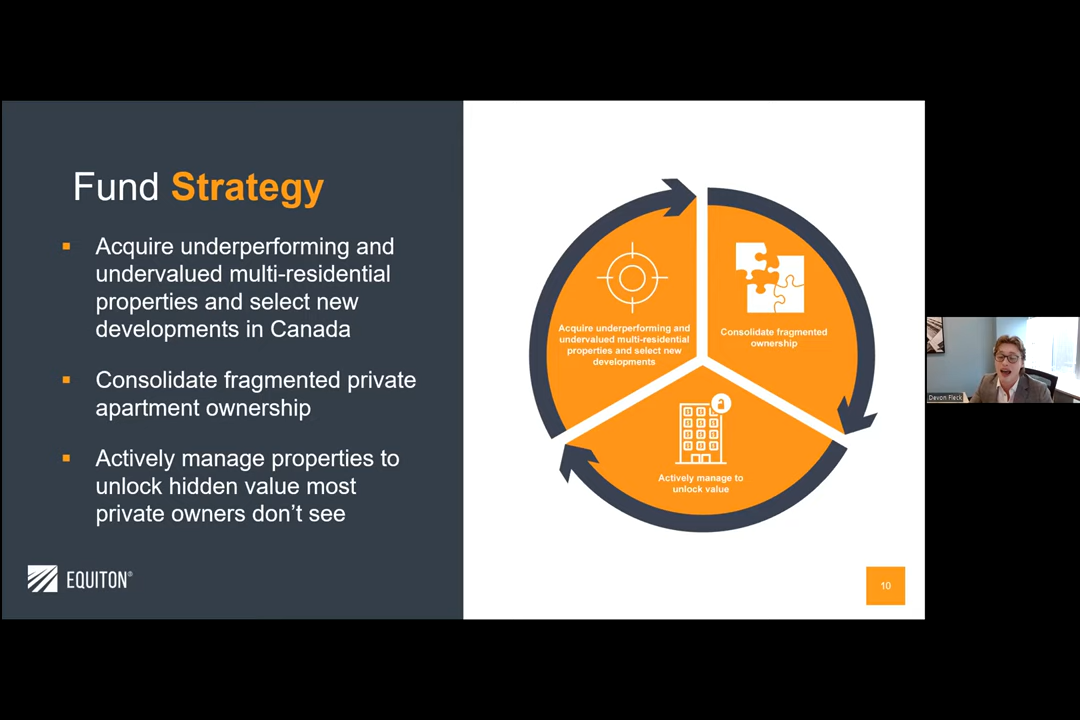 Fund Strategy
Acquire underperforming and
undervalued multi-residential
properties and select new
developments in Canada
Consolidate fragmented private
apartment ownership
Actively manage properties to
unlock hidden value most
private owners don’t see
EQUITON®
Acquire underperforming and
undervalued multi-residential
properties and select new
developments
Consolidate fragmented
ownership
Actively manage to
unlock value
10
Devon Fleck